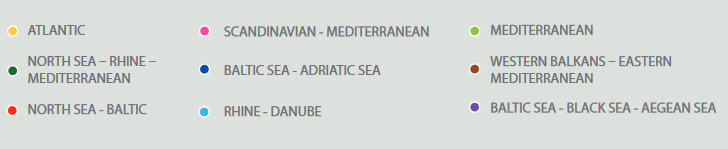 ATLANTIC
NORTH SEA – RHINE –
MEDITERRANEAN
NORTH SEA - BALTIC
SCANDINAVIAN - MEDITERRANEAN
BALTIC SEA - ADRIATIC SEA
RHINE - DANUBE
MEDITERRANEAN
WESTERN BALKANS – EASTERN
MEDITERRANEAN
BALTIC SEA - BLACK SEA - AEGEAN SEA